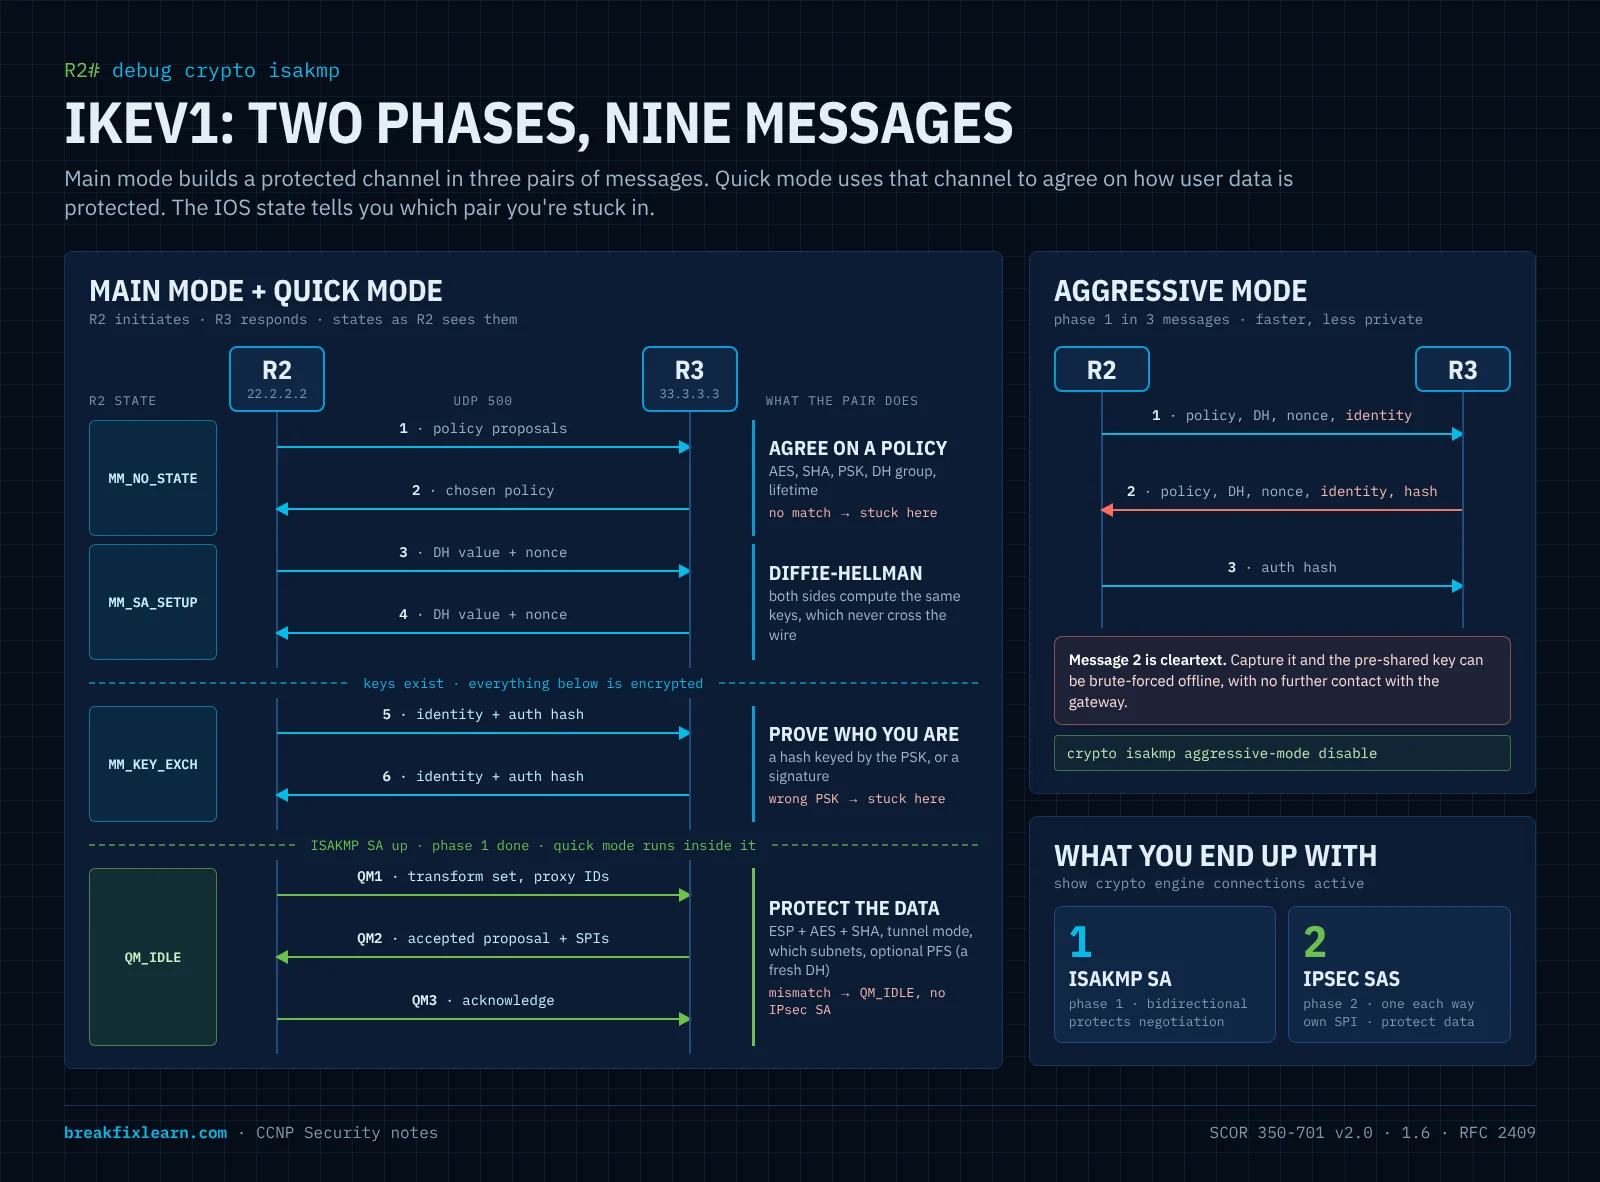 R2# debug crypto isakmp
IKEV1: TWO PHASES, NINE MESSAGES
Main mode builds a protected channel in three pairs of messages. Quick mode uses that channel to agree on how user data is
protected. The IOS state tells you which pair you're stuck in.
MAIN MODE + QUICK MODE
R2 initiates · R3 responds · states as R2 sees them
R2 STATE
R2
22.2.2.2
UDP 500
R3
33.3.3.3
WHAT THE PAIR DOES
MM_NO_STATE
1 · policy proposals
2 · chosen policy
AGREE ON A POLICY
AES, SHA, PSK, DH group,
lifetime
no match → stuck here
MM_SA_SETUP
3 · DH value + nonce
4 · DH value + nonce
DIFFIE-HELLMAN
both sides compute the same
keys, which never cross the
wire
keys exist · everything below is encrypted
MM_KEY_EXCH
5 · identity + auth hash
6 · identity + auth hash
PROVE WHO YOU ARE
a hash keyed by the PSK, or a
signature
wrong PSK → stuck here
ISAKMP SA up · phase 1 done · quick mode runs inside it
QM_IDLE
QM1 · transform set, proxy IDs
QM2 · accepted proposal + SPIs
QM3 · acknowledge
PROTECT THE DATA
ESP + AES + SHA, tunnel mode,
which subnets, optional PFS (a
fresh DH)
mismatch → QM_IDLE, no
IPsec SA
AGGRESSIVE MODE
phase 1 in 3 messages · faster, less private
R2
R3
1 · policy, DH, nonce, identity
2 · policy, DH, nonce, identity, hash
3 · auth hash
Message 2 is cleartext. Capture it and the pre-shared key can
be brute-forced offline, with no further contact with the
gateway.
crypto isakmp aggressive-mode disable
WHAT YOU END UP WITH
show crypto engine connections active
1
ISAKMP SA
phase 1 · bidirectional
protects negotiation
2
IPSEC SAS
phase 2 · one each way
own SPI · protect data
breakfixlearn.com · CCNP Security notes
SCOR 350-701 v2.0 · 1.6 · RFC 2409